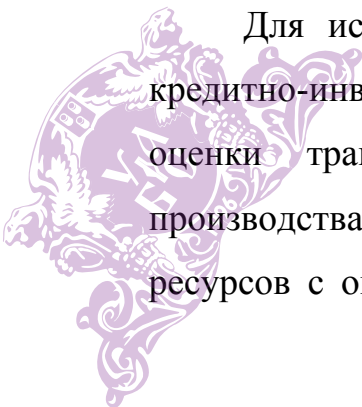 Для ис
кредитно-инв
оценки тра
производства
ресурсов с о